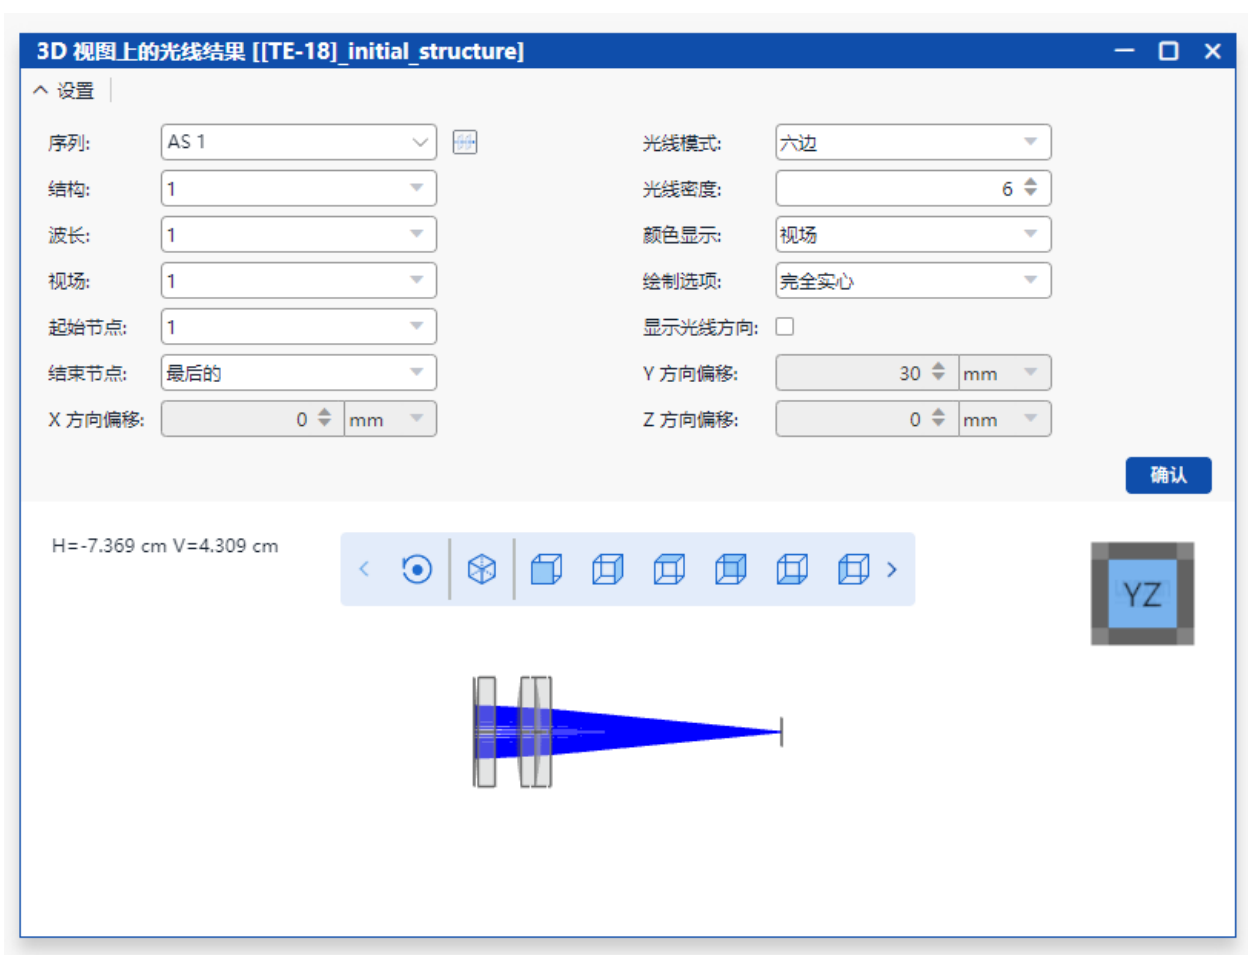 3D 视图上的光线结果 [[TE-18]_initial_structure]
设置
序列: AS 1
光线模式: 六边
结构: 1
光线密度: 6
波长: 1
颜色显示: 视场
视场: 1
绘制选项: 完全实心
起始节点: 1
显示光线方向:
结束节点: 最后的
Y 方向偏移: 30 mm
X 方向偏移: 0 mm
Z 方向偏移: 0 mm
确认
H=-7.369 cm V=4.309 cm
YZ